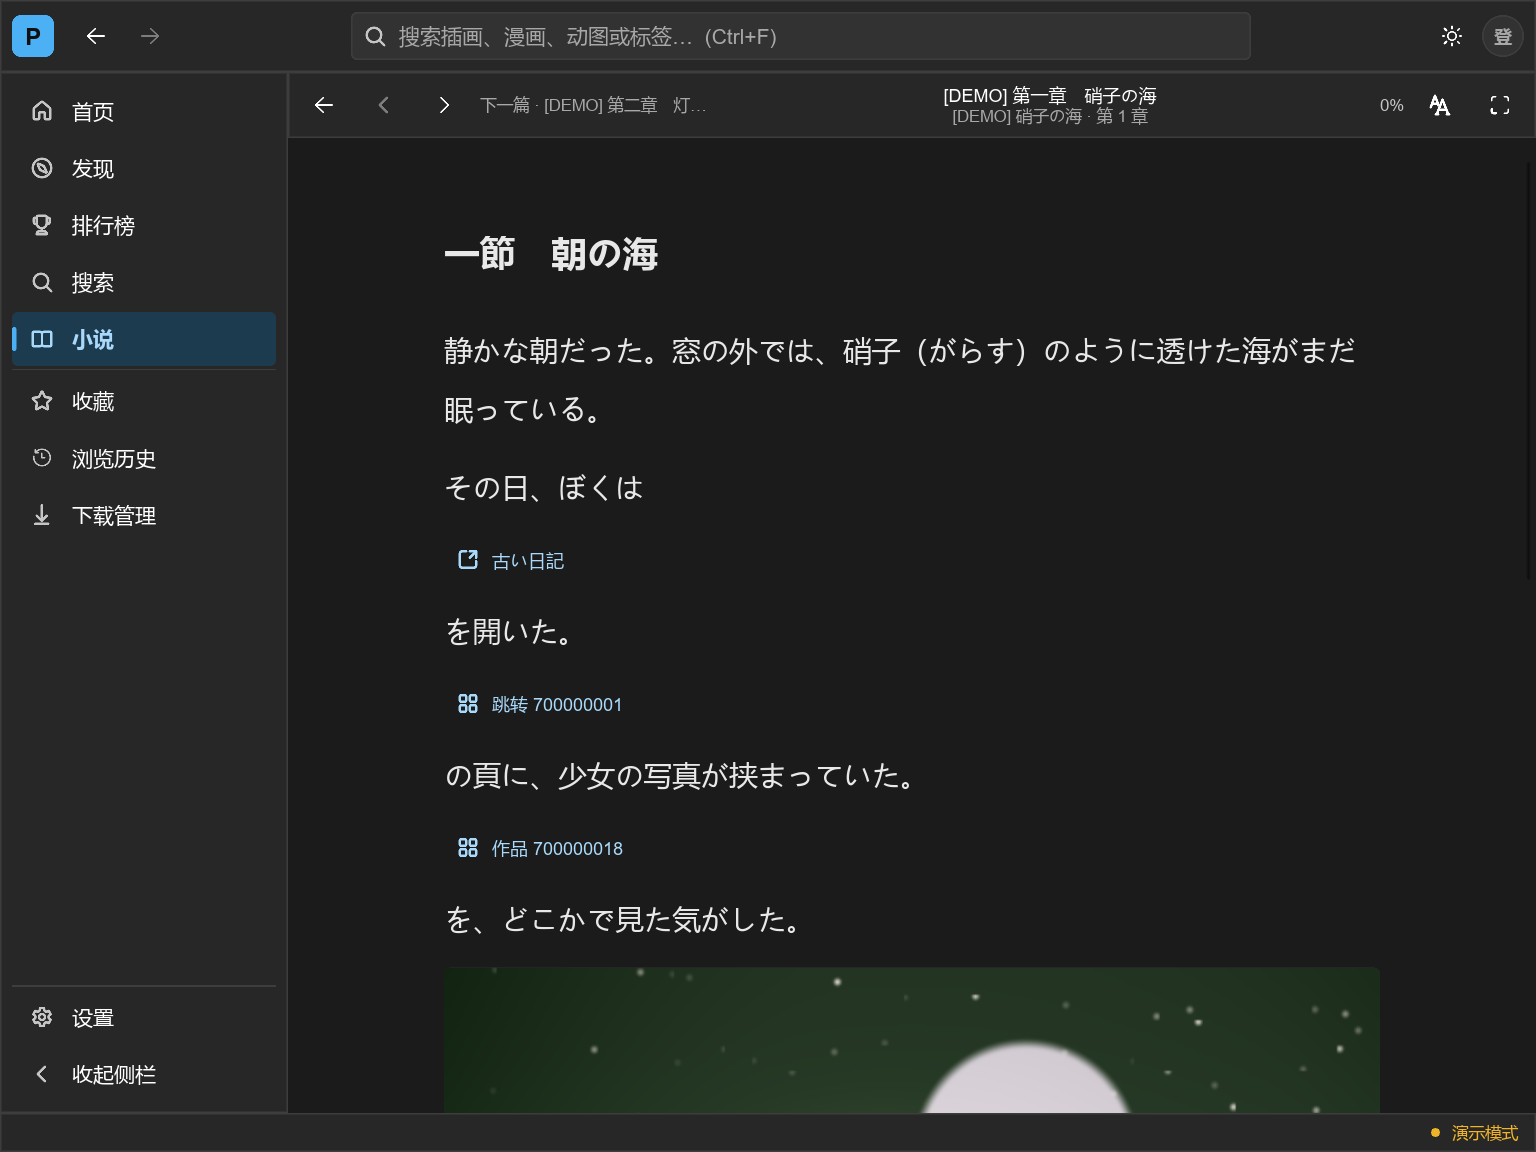 P
搜索插画、漫画、动图或标签… (Ctrl+F)
登
首页
发现
排行榜
搜索
小说
收藏
浏览历史
下载管理
设置
收起侧栏
下一篇 · [DEMO] 第二章　灯…
[DEMO] 第一章　硝子の海
[DEMO] 硝子の海 · 第 1 章
0%
一節　朝の海
静かな朝だった。窓の外では、硝子（がらす）のように透けた海がまだ
眠っている。
その日、ぼくは
古い日記
を開いた。
跳转 700000001
の頁に、少女の写真が挟まっていた。
作品 700000018
を、どこかで見た気がした。
演示模式